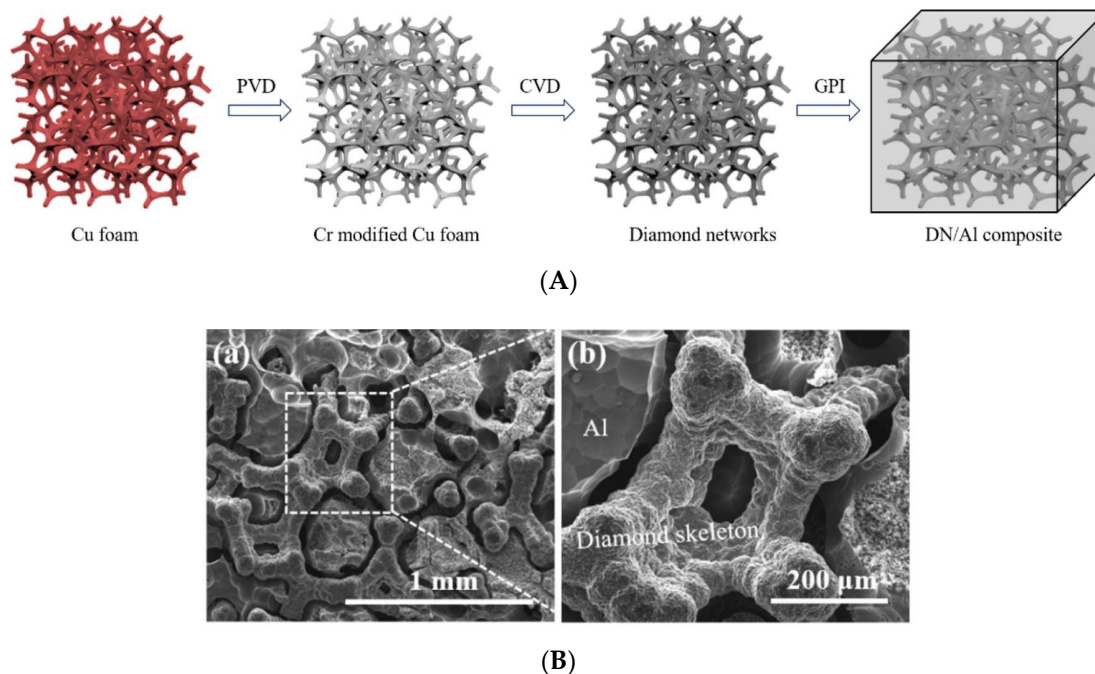 PVD
CVD
GPI
Cu foam
Cr modified Cu foam
Diamond networks
DN/Al composite
(A)
(a)
1 mm
(b)
Al
Diamond skeleton
200 μm
(B)